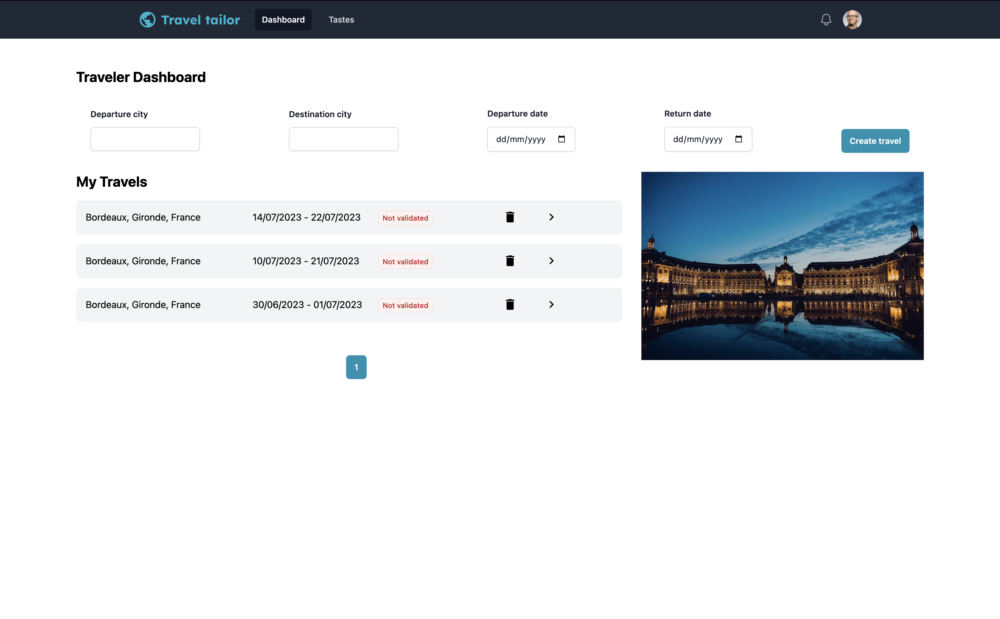 Travel tailor
Dashboard
Tastes
Traveler Dashboard
Departure city
Destination city
Departure date
Return date
dd/mm/yyyy
dd/mm/yyyy
Create travel
My Travels
Bordeaux, Gironde, France 14/07/2023 - 22/07/2023 Not validated
Bordeaux, Gironde, France 10/07/2023 - 21/07/2023 Not validated
Bordeaux, Gironde, France 30/06/2023 - 01/07/2023 Not validated
1